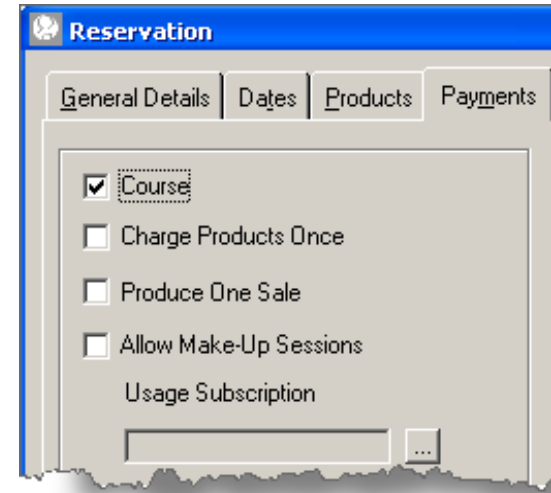 Reservation
General Details Dates Products Payments
Course
Charge Products Once
Produce One Sale
Allow Make-Up Sessions
Usage Subscription
...